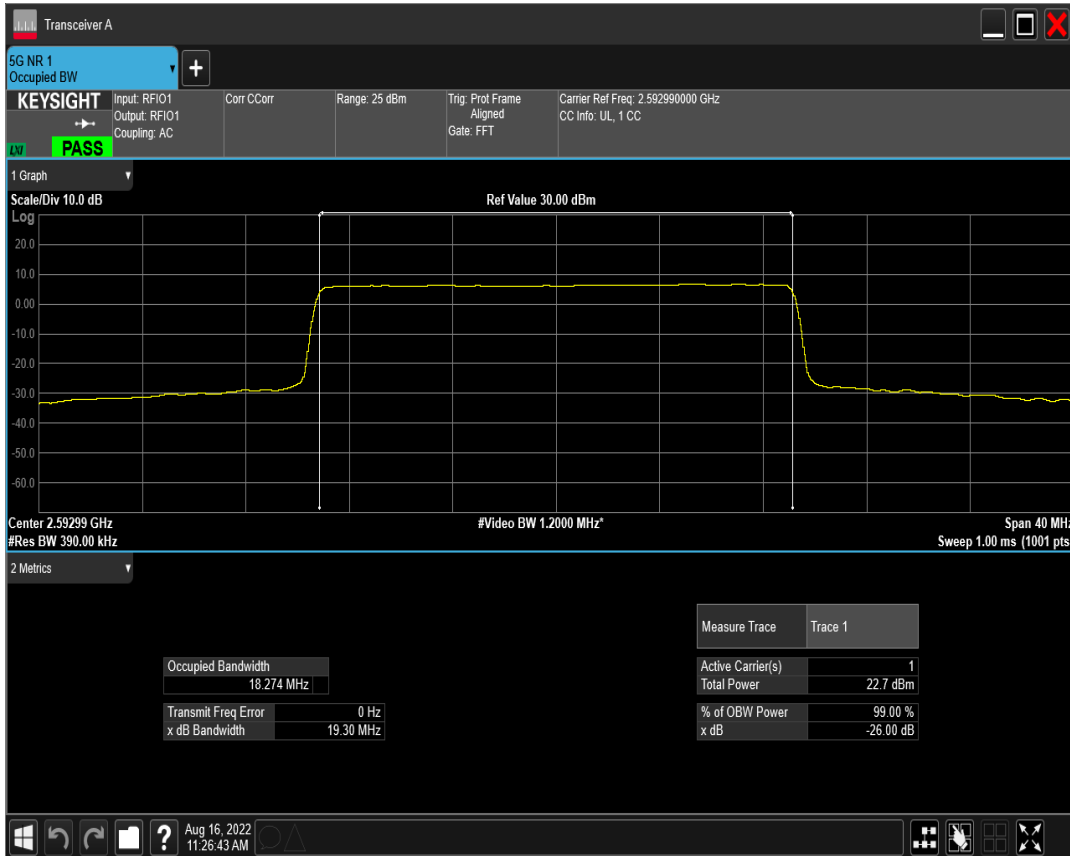 Transceiver A
5G NR 1
Occupied BW
KEYSIGHT
LXI
PASS
Input: RFIO1
Output: RFIO1
Coupling: AC
Corr CCorr
Range: 25 dBm
Trig: Prot Frame
Aligned
Gate: FFT
Carrier Ref Freq: 2.592990000 GHz
CC Info: UL, 1 CC
1 Graph
Scale/Div 10.0 dB
Ref Value 30.00 dBm
Log
20.0
10.0
0.00
-10.0
-20.0
-30.0
-40.0
-50.0
-60.0
Center 2.59299 GHz
#Video BW 1.2000 MHz*
Span 40 MHz
#Res BW 390.00 kHz
Sweep 1.00 ms (1001 pts
2 Metrics
Measure Trace Trace 1
Occupied Bandwidth
18.274 MHz
Active Carrier(s) 1
Total Power 22.7 dBm
Transmit Freq Error 0 Hz
x dB Bandwidth 19.30 MHz
% of OBW Power 99.00 %
x dB -26.00 dB
?
Aug 16, 2022
11:26:43 AM